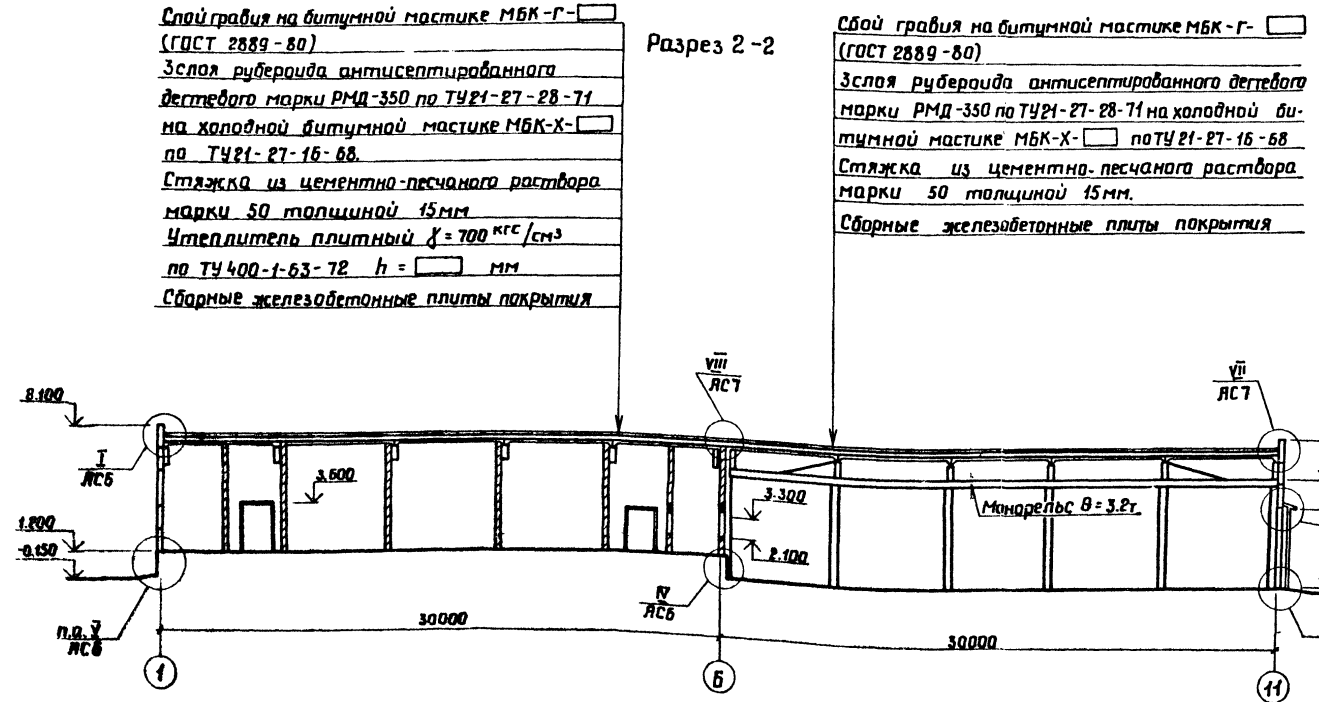 Слой гравия на битумной мастике МБК-Г-
(ГОСТ 2889-80)
3слоя рубероида антисептированного
дегтевого марки РМД-350 по ТУ21-27-28-71
на холодной битумной мастике МБК-Х-
по ТУ21-27-16-68.
Стяжка из цементно-песчаного раствора
марки 50 толщиной 15мм
Утеплитель плитный γ=700 кгс/см3
по ТУ 400-1-63-72 h = мм
Сборные железобетонные плиты покрытия
Разрез 2-2
Сбой гравия на битумной мастике МБК-Г-
(ГОСТ 2889-80)
3слоя рубероида антисептированного дегтевого
марки РМД-350 по ТУ21-27-28-71 на холодной би-
тумной мастике МБК-Х- по ТУ 21-27-16-68
Стяжка из цементно-песчаного раствора
марки 50 толщиной 15мм.
Сборные железобетонные плиты покрытия
VIII
АС7
VII
АС7
8.100
I
АС6
3.600
3.300
Монорельс Q=3.2т.
1.200
-0.150
2.100
IV
АС6
п.а. V
АС6
30000
30000
1
6
11